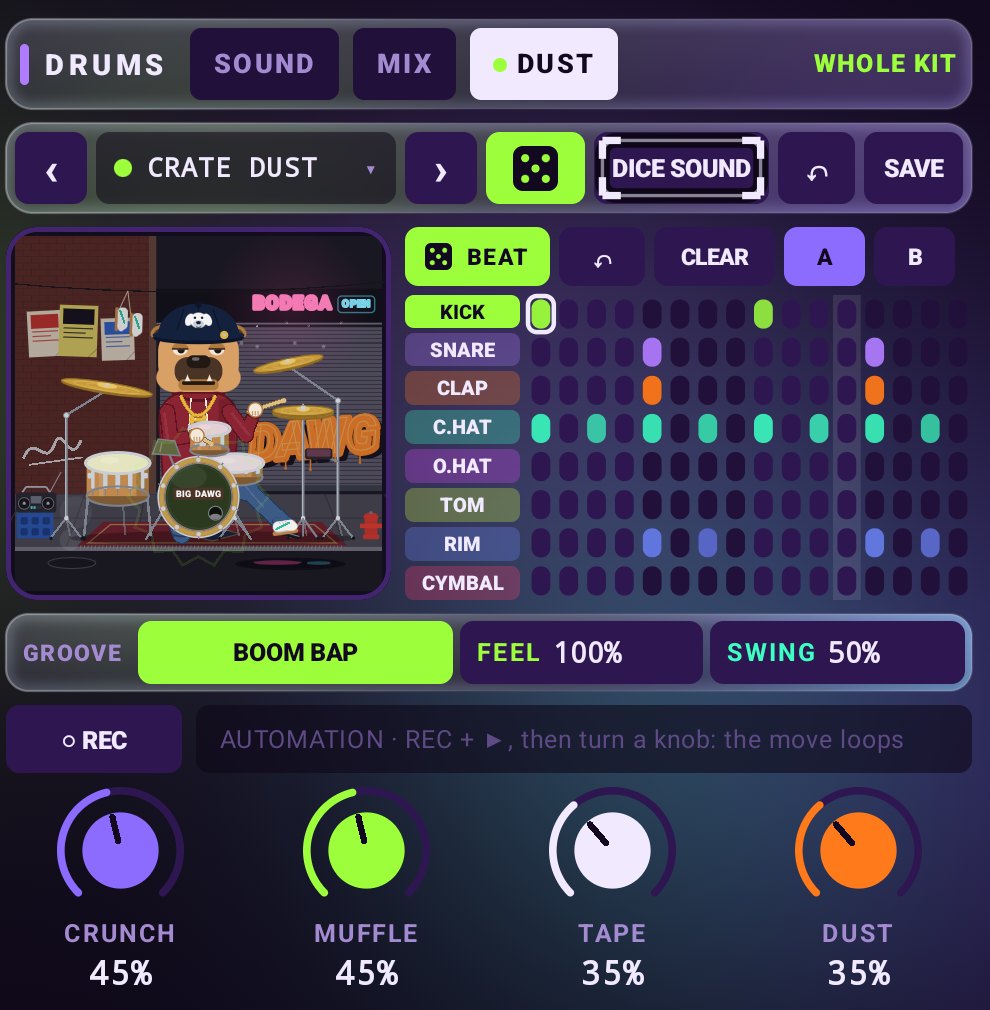 DRUMS SOUND MIX DUST WHOLE KIT
‹ CRATE DUST ▾ › DICE SOUND ↶ SAVE
BEAT ↶ CLEAR A B
BODEGA OPEN
DAWG
BIG DAWG
KICK
SNARE
CLAP
C.HAT
O.HAT
TOM
RIM
CYMBAL
GROOVE BOOM BAP FEEL 100% SWING 50%
○ REC AUTOMATION · REC + ►, then turn a knob: the move loops
CRUNCH MUFFLE TAPE DUST
45% 45% 35% 35%